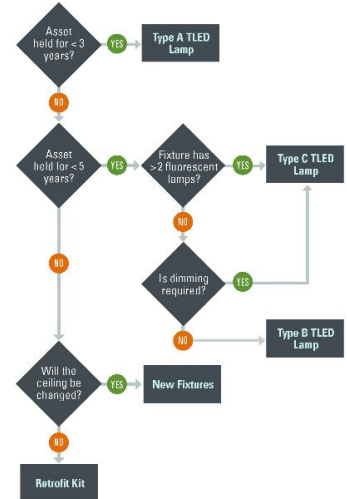 Asset
held for < 3
years?
YES
Type A TLED
Lamp
NO
Asset
hold for < 5
years?
YES
Fixture has
>2 fluorescent
lamps?
YES
Type C TLED
Lamp
NO
NO
Is dimming
required?
YES
NO
Type B TLED
Lamp
Will the
ceiling be
changed?
YES
New Fixtures
NO
Retrofit Kit